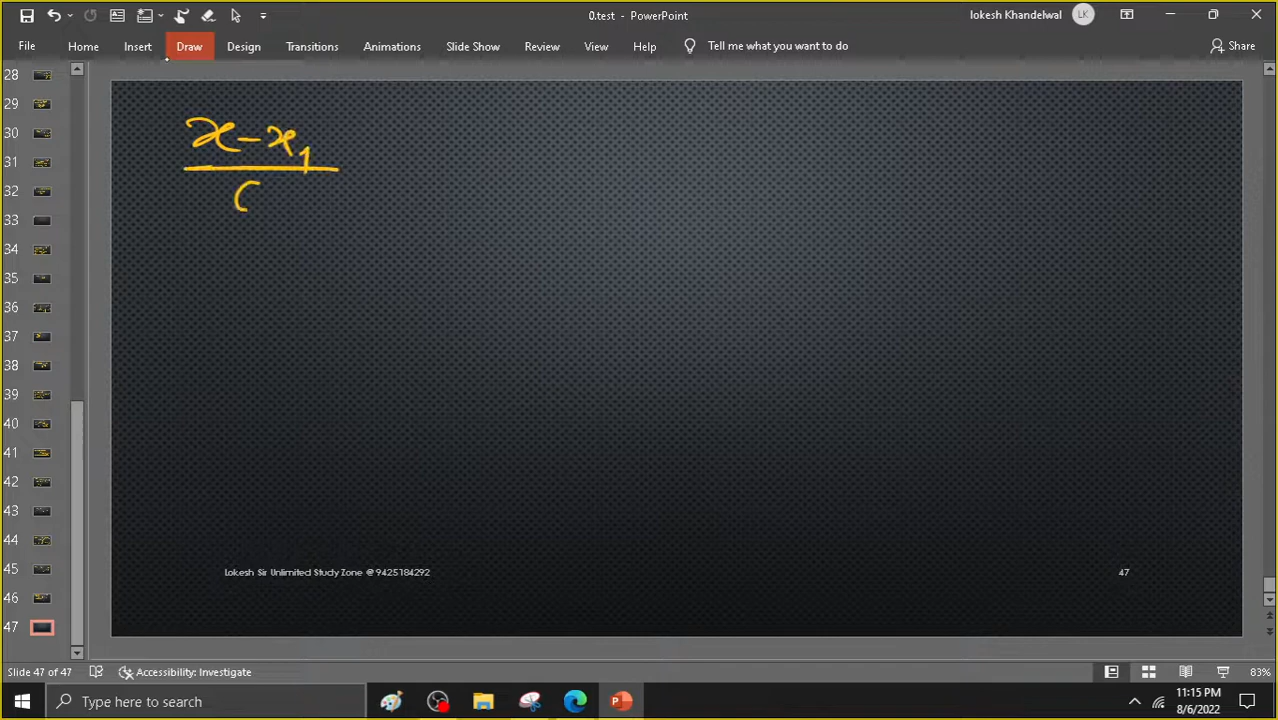 0.test - PowerPoint
lokesh Khandelwal LK
File Home Insert Draw Design Transitions Animations Slide Show Review View Help Tell me what you want to do Share
28
29
30
31
32
33
34
35
36
37
38
39
40
41
42
43
44
45
46
47
x-x₁
(
Lokesh Sir Unlimited Study Zone @ 9425184292
47
Slide 47 of 47 Accessibility: Investigate 83%
Type here to search
11:15 PM
8/6/2022